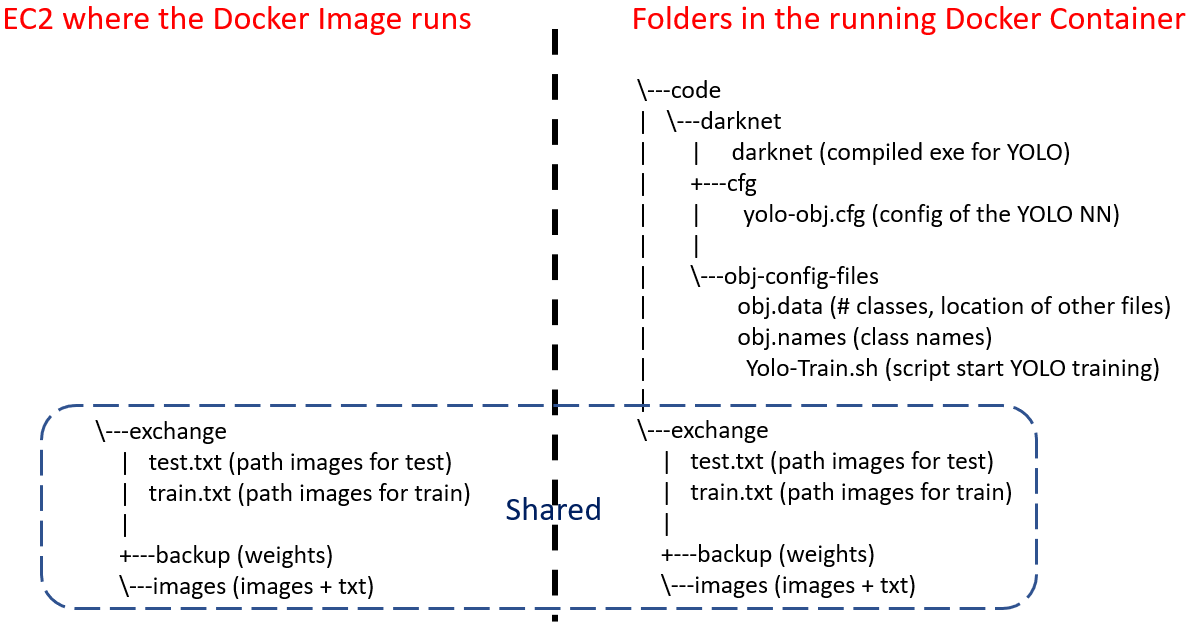 EC2 where the Docker Image runs
Folders in the running Docker Container
\---code
| \---darknet
| | darknet (compiled exe for YOLO)
| +---cfg
| | yolo-obj.cfg (config of the YOLO NN)
| |
| \---obj-config-files
| obj.data (# classes, location of other files)
| obj.names (class names)
| Yolo-Train.sh (script start YOLO training)
|
\---exchange
| test.txt (path images for test)
| train.txt (path images for train)
|
+---backup (weights)
\---images (images + txt)
Shared
\---exchange
| test.txt (path images for test)
| train.txt (path images for train)
|
+---backup (weights)
\---images (images + txt)